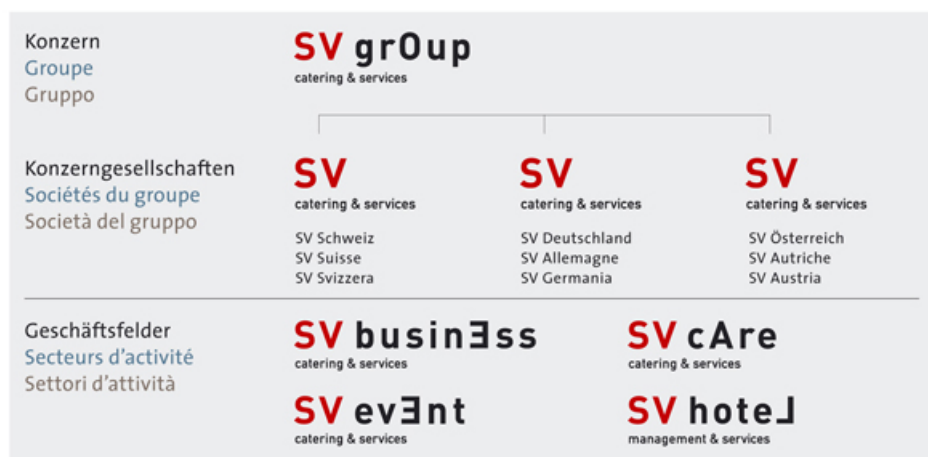 Konzern
Groupe
Gruppo
SV grOup
catering & services
Konzerngesellschaften
Sociétés du groupe
Società del gruppo
SV
catering & services
SV Schweiz
SV Suisse
SV Svizzera
SV
catering & services
SV Deutschland
SV Allemagne
SV Germania
SV
catering & services
SV Österreich
SV Autriche
SV Austria
Geschäftsfelder
Secteurs d'activité
Settori d'attività
SV businƎss
catering & services
SV cAre
catering & services
SV evƎnt
catering & services
SV hoteL
management & services